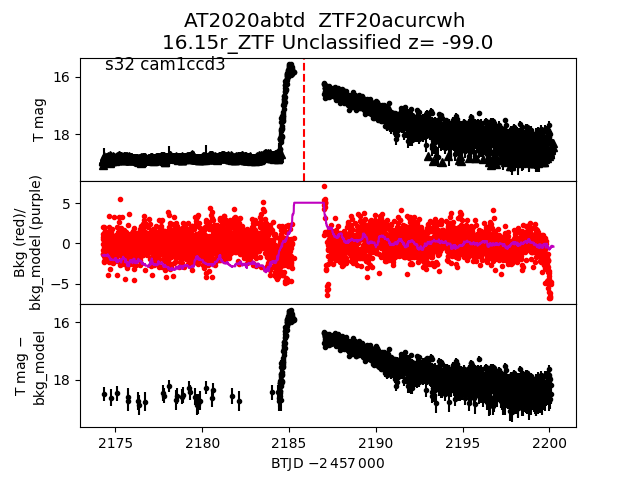 AT2020abtd  ZTF20acurcwh
16.15r_ZTF Unclassified z= -99.0
s32 cam1ccd3
16
18
T mag
5
0
−5
Bkg (red)/
bkg_model (purple)
16
18
T mag −
bkg_model
2175 2180 2185 2190 2195 2200
BTJD −2 457 000